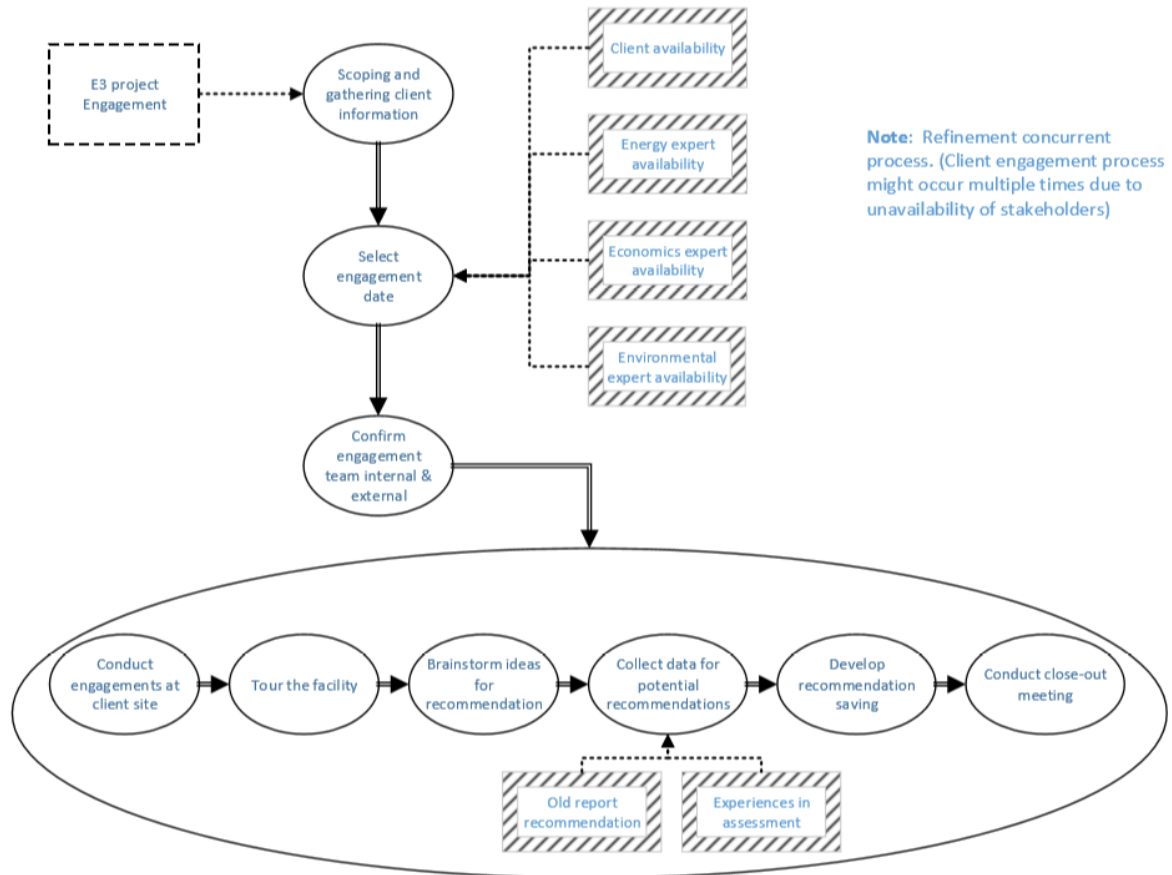 E3 project
Engagement
Scoping and
gathering client
information
Client availability
Energy expert
availability
Note: Refinement concurrent
process. (Client engagement process
might occur multiple times due to
unavailability of stakeholders)
Select
engagement
date
Economics expert
availability
Environmental
expert availability
Confirm
engagement
team internal &
external
Conduct
engagements at
client site
Tour the facility
Brainstorm ideas
for
recommendation
Collect data for
potential
recommendations
Develop
recommendation
saving
Conduct close-out
meeting
Old report
recommendation
Experiences in
assessment